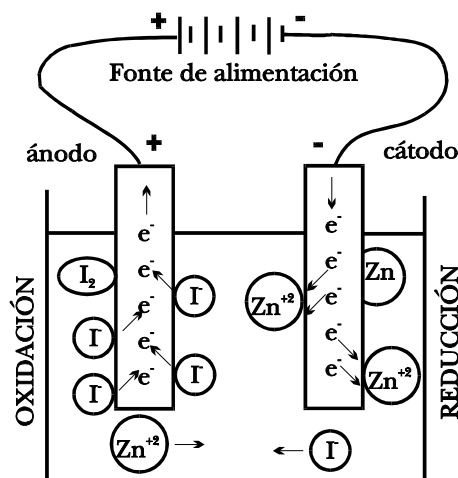 + -
Fonte de alimentación
+ -
ánodo cátodo
OXIDACIÓN
REDUCCIÓN
e⁻ e⁻
e⁻ e⁻
e⁻ e⁻
e⁻ e⁻
e⁻ e⁻
I₂
I⁻
I⁻
I⁻
I⁻
Zn⁺²
Zn
Zn⁺²
Zn⁺²
I⁻